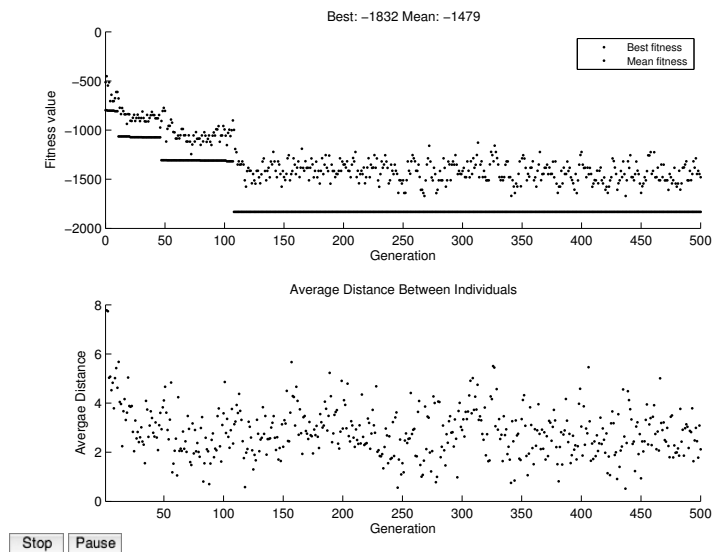 Best: −1832 Mean: −1479
0
−500
−1000
−1500
−2000
Fitness value
Best fitness
Mean fitness
0 50 100 150 200 250 300 350 400 450 500
Generation
Average Distance Between Individuals
8
6
4
2
0
Avergae Distance
0 50 100 150 200 250 300 350 400 450 500
Generation
Stop Pause